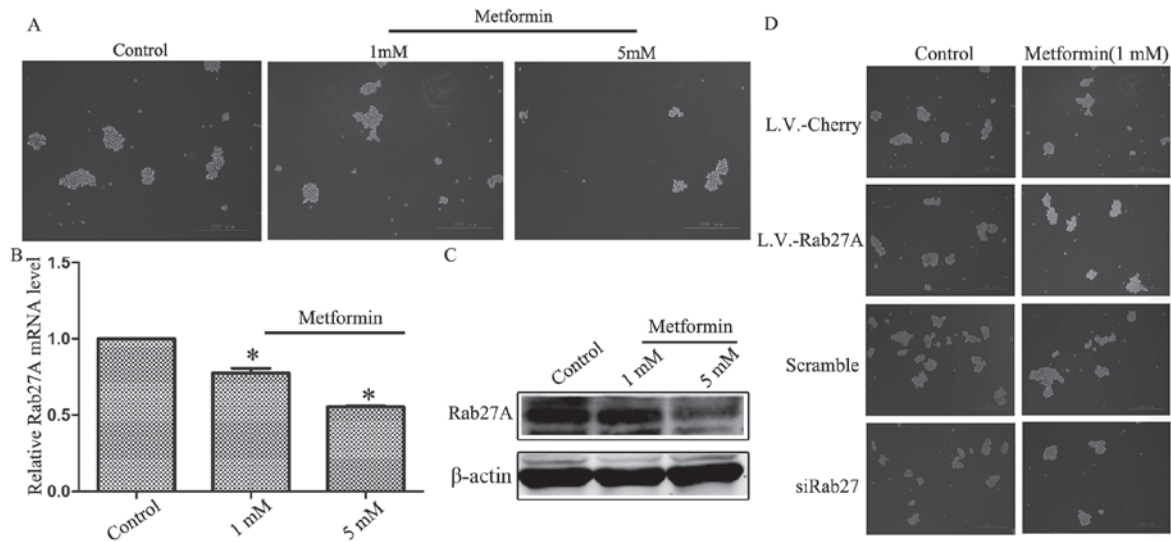 A
Metformin
Control
1mM
5mM
B
Relative Rab27A mRNA level
1.5
1.0
0.5
0.0
Metformin
*
*
Control
1 mM
5 mM
C
Metformin
Control
1 mM
5 mM
Rab27A
β-actin
D
Control
Metformin(1 mM)
L.V.-Cherry
L.V.-Rab27A
Scramble
siRab27